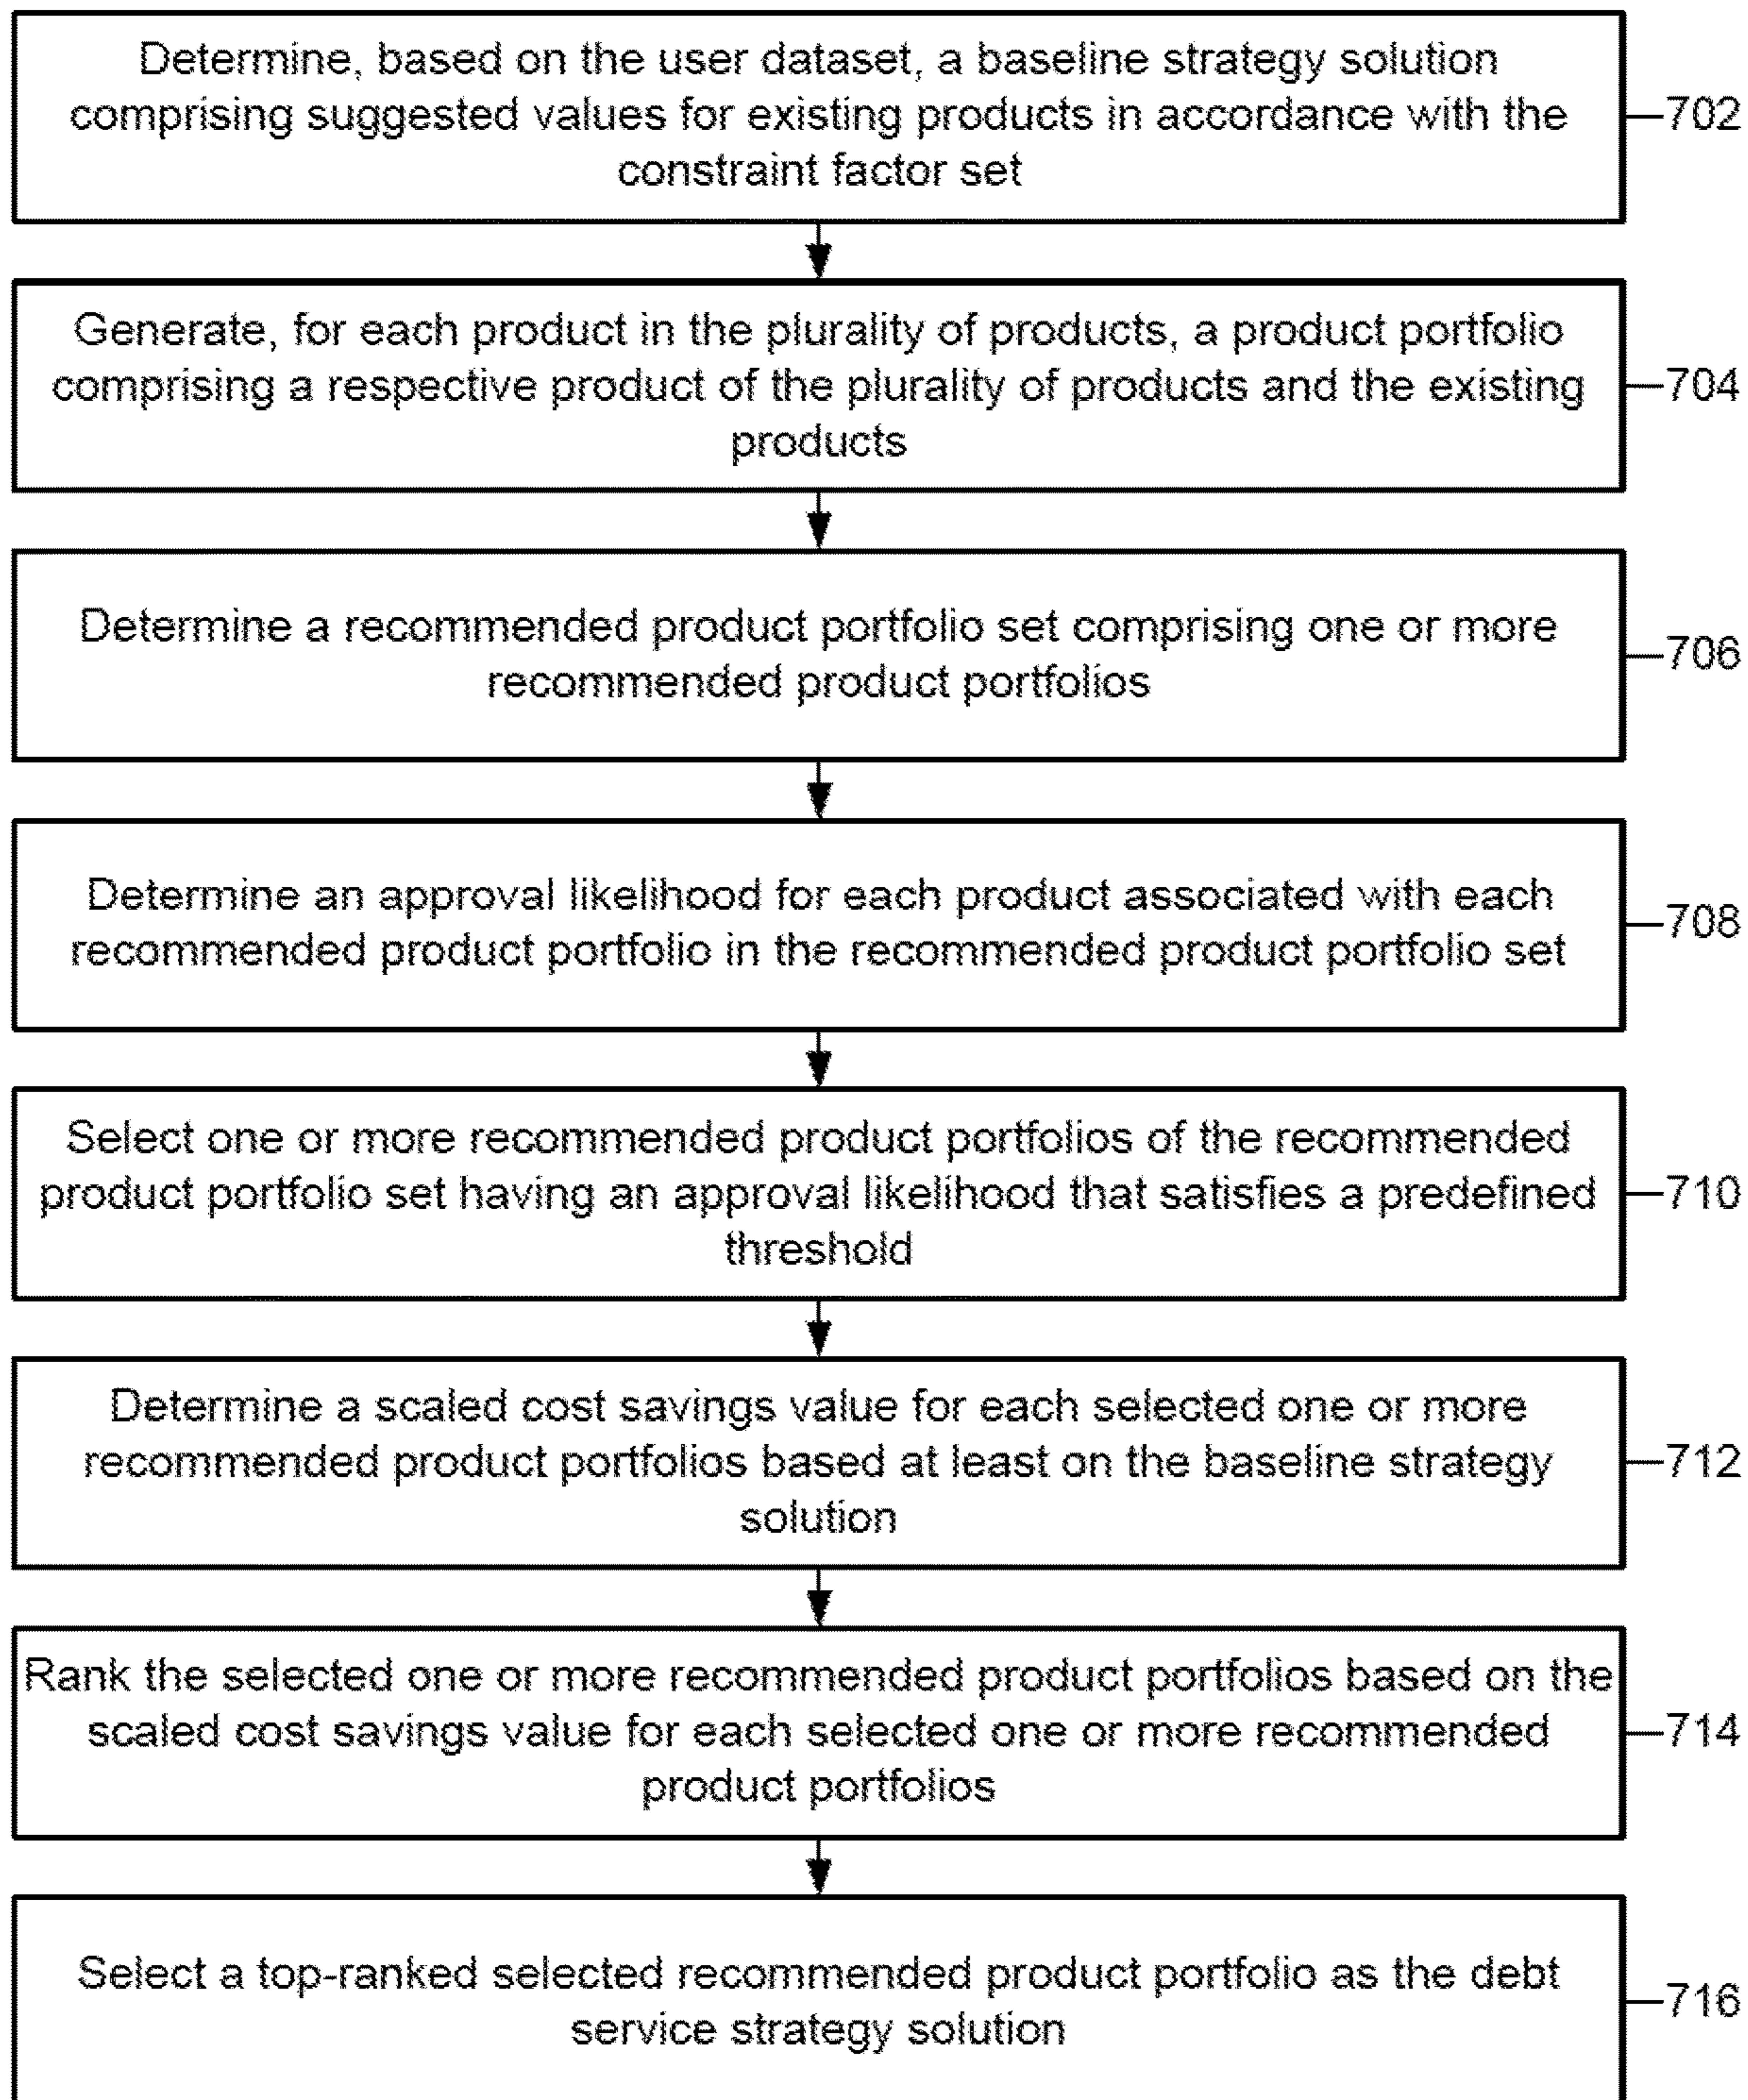 Determine, based on the user dataset, a baseline strategy solution
comprising suggested values for existing products in accordance with the
constraint factor set
702
Generate, for each product in the plurality of products, a product portfolio
comprising a respective product of the plurality of products and the existing
products
704
Determine a recommended product portfolio set comprising one or more
recommended product portfolios
706
Determine an approval likelihood for each product associated with each
recommended product portfolio in the recommended product portfolio set
708
Select one or more recommended product portfolios of the recommended
product portfolio set having an approval likelihood that satisfies a predefined
threshold
710
Determine a scaled cost savings value for each selected one or more
recommended product portfolios based at least on the baseline strategy
solution
712
Rank the selected one or more recommended product portfolios based on the
scaled cost savings value for each selected one or more recommended
product portfolios
714
Select a top-ranked selected recommended product portfolio as the debt
service strategy solution
716